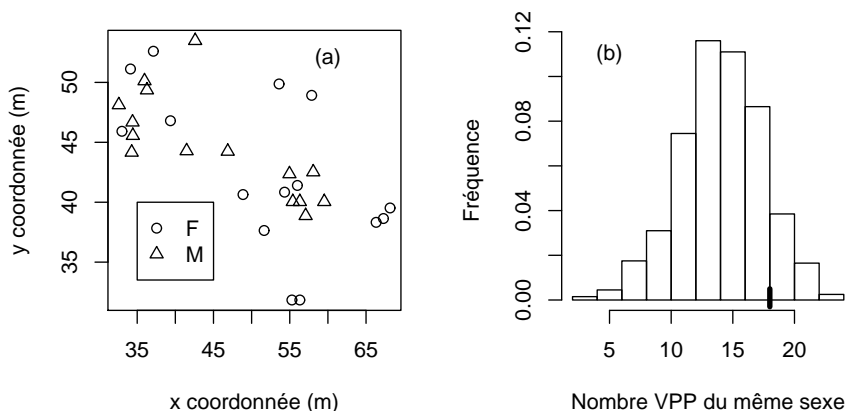 (a)
y coordonnée (m)
50
45
40
35
F
M
35 45 55 65
x coordonnée (m)
(b)
Fréquence
0.12
0.08
0.04
0.00
5 10 15 20
Nombre VPP du même sexe